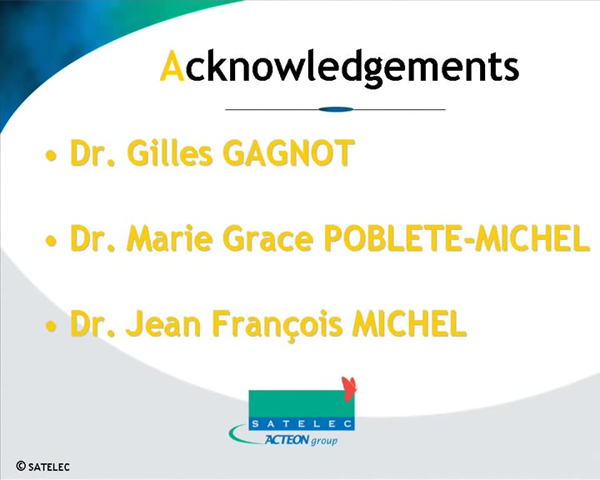 Acknowledgements
• Dr. Gilles GAGNOT
• Dr. Marie Grace POBLETE-MICHEL
• Dr. Jean François MICHEL
SATELEC
ACTEON group
© SATELEC